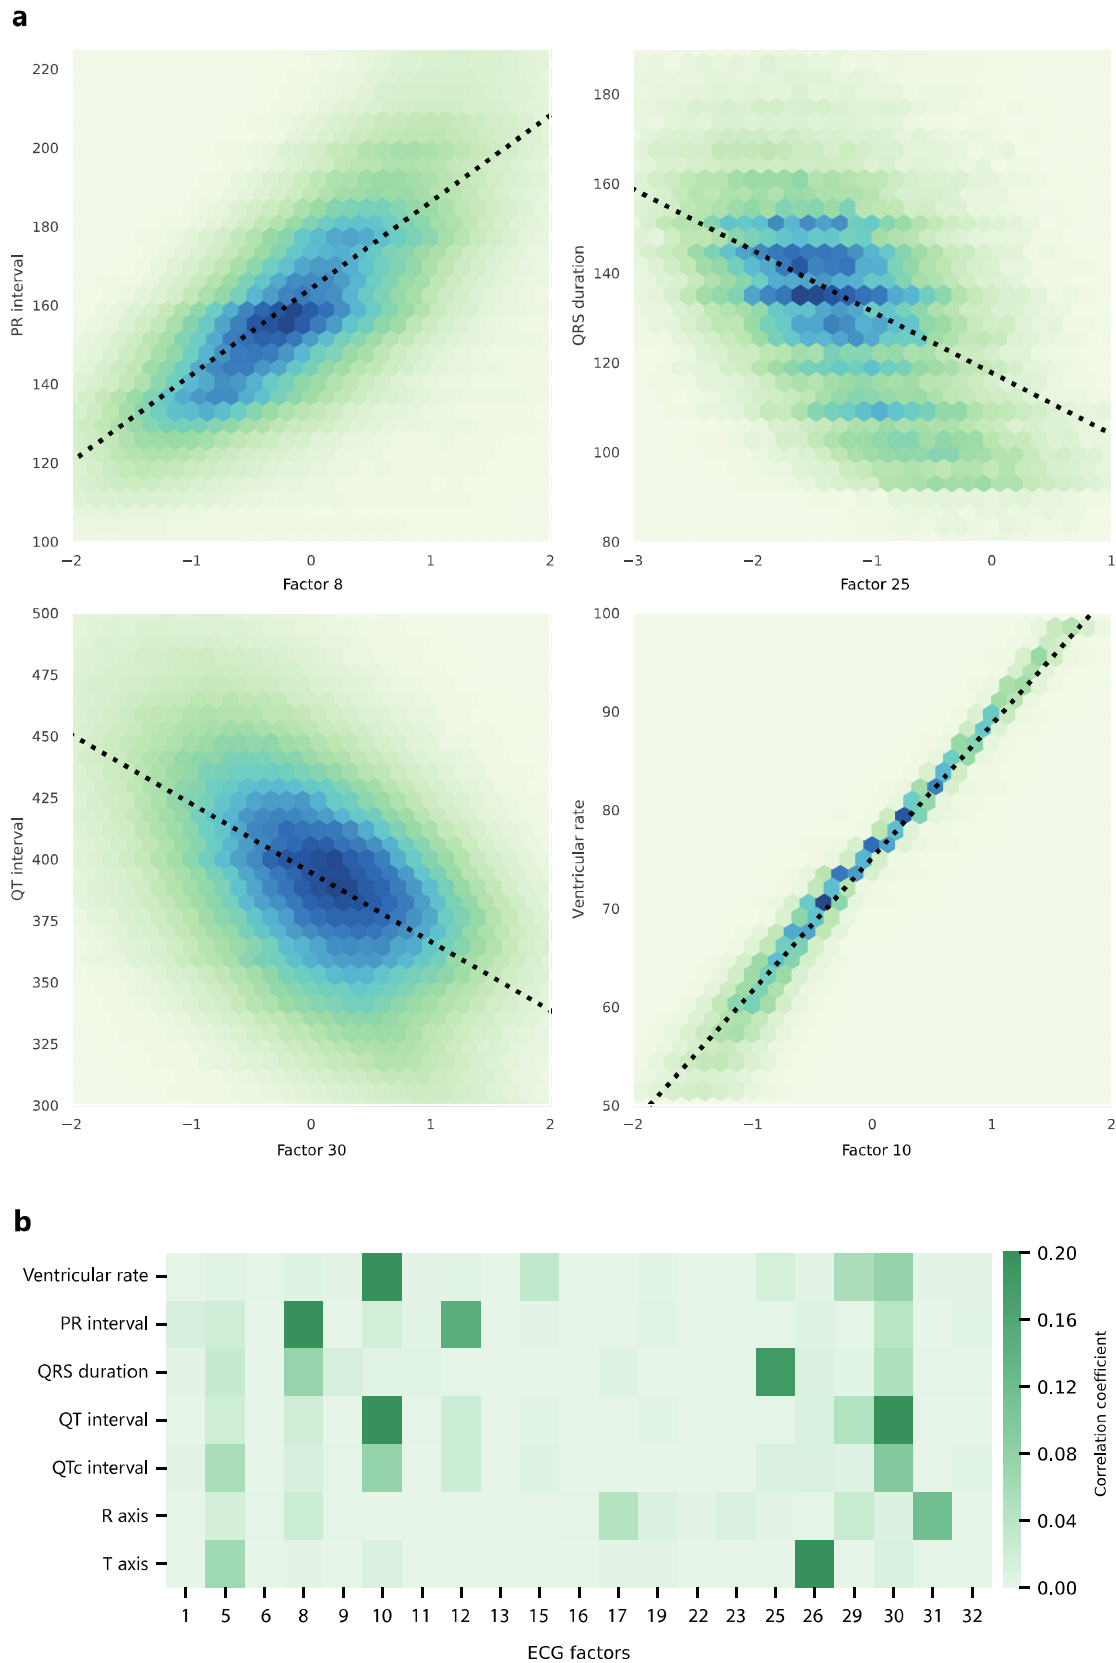 a
220
200
180
160
140
120
100
PR interval
−2 −1 0 1 2
Factor 8
180
160
140
120
100
80
QRS duration
−3 −2 −1 0 1
Factor 25
500
475
450
425
400
375
350
325
300
QT interval
−2 −1 0 1 2
Factor 30
100
90
80
70
60
50
Ventricular rate
−2 −1 0 1 2
Factor 10
b
Ventricular rate
PR interval
QRS duration
QT interval
QTc interval
R axis
T axis
1 5 6 8 9 10 11 12 13 15 16 17 19 22 23 25 26 29 30 31 32
ECG factors
0.20
0.16
0.12
0.08
0.04
0.00
Correlation coefficient